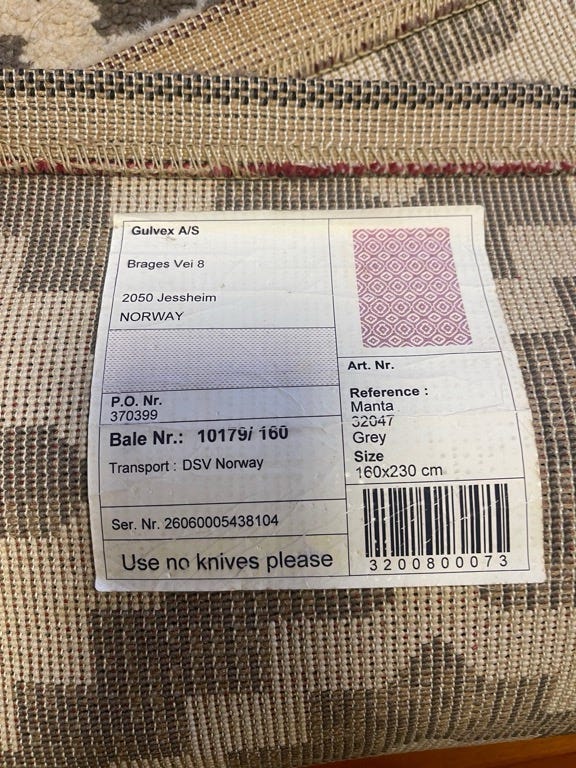 Gulvex A/S
Brages Vei 8
2050 Jessheim
NORWAY
P.O. Nr.
370399
Bale Nr.: 10179/ 160
Transport : DSV Norway
Ser. Nr. 26060005438104
Use no knives please
Art. Nr.
Reference :
Manta
32047
Grey
Size
160x230 cm
3200800073